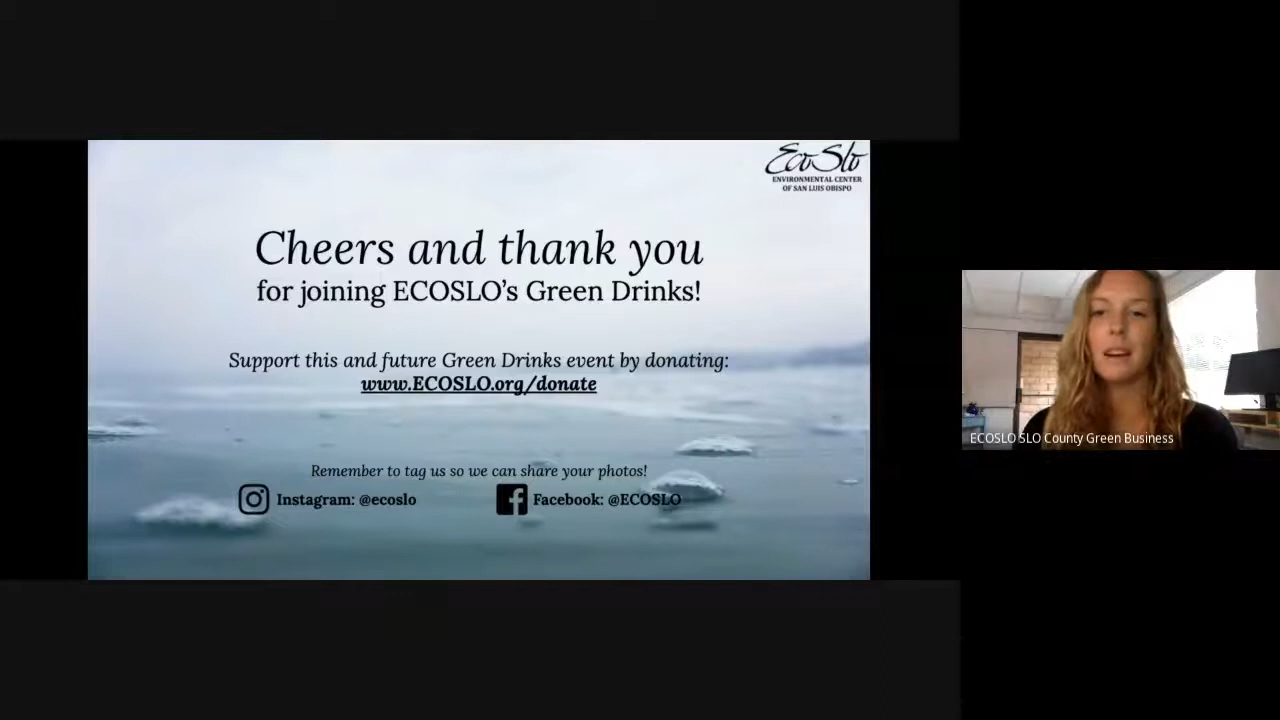 EcoSlo
ENVIRONMENTAL CENTER
OF SAN LUIS OBISPO
Cheers and thank you
for joining ECOSLO’s Green Drinks!
Support this and future Green Drinks event by donating:
www.ECOSLO.org/donate
Remember to tag us so we can share your photos!
Instagram: @ecoslo
Facebook: @ECOSLO
ECOSLO SLO County Green Business